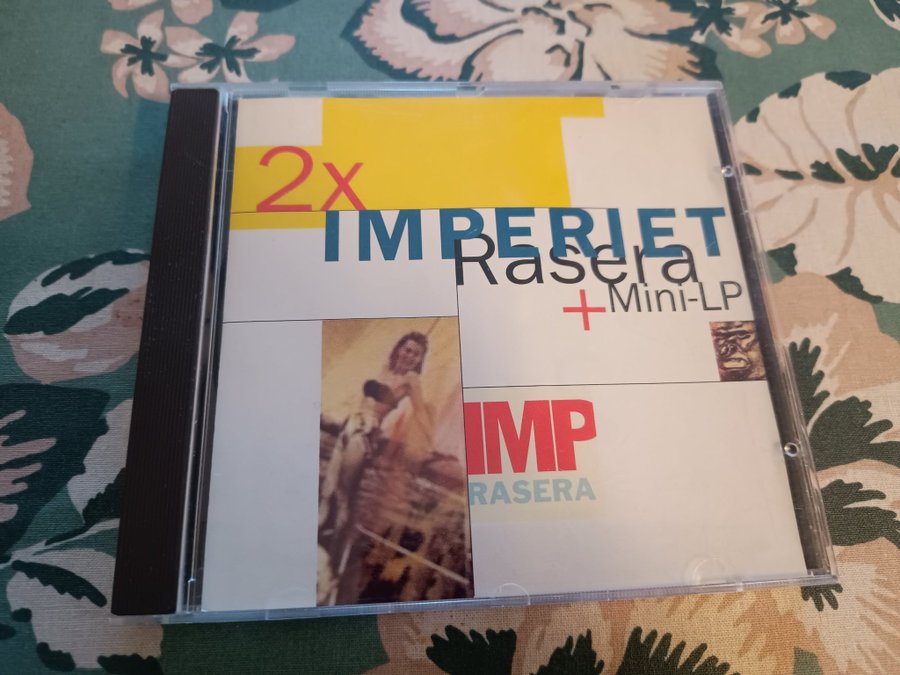 2x
IMPERIET
Rasera
+Mini-LP
IMP
RASERA